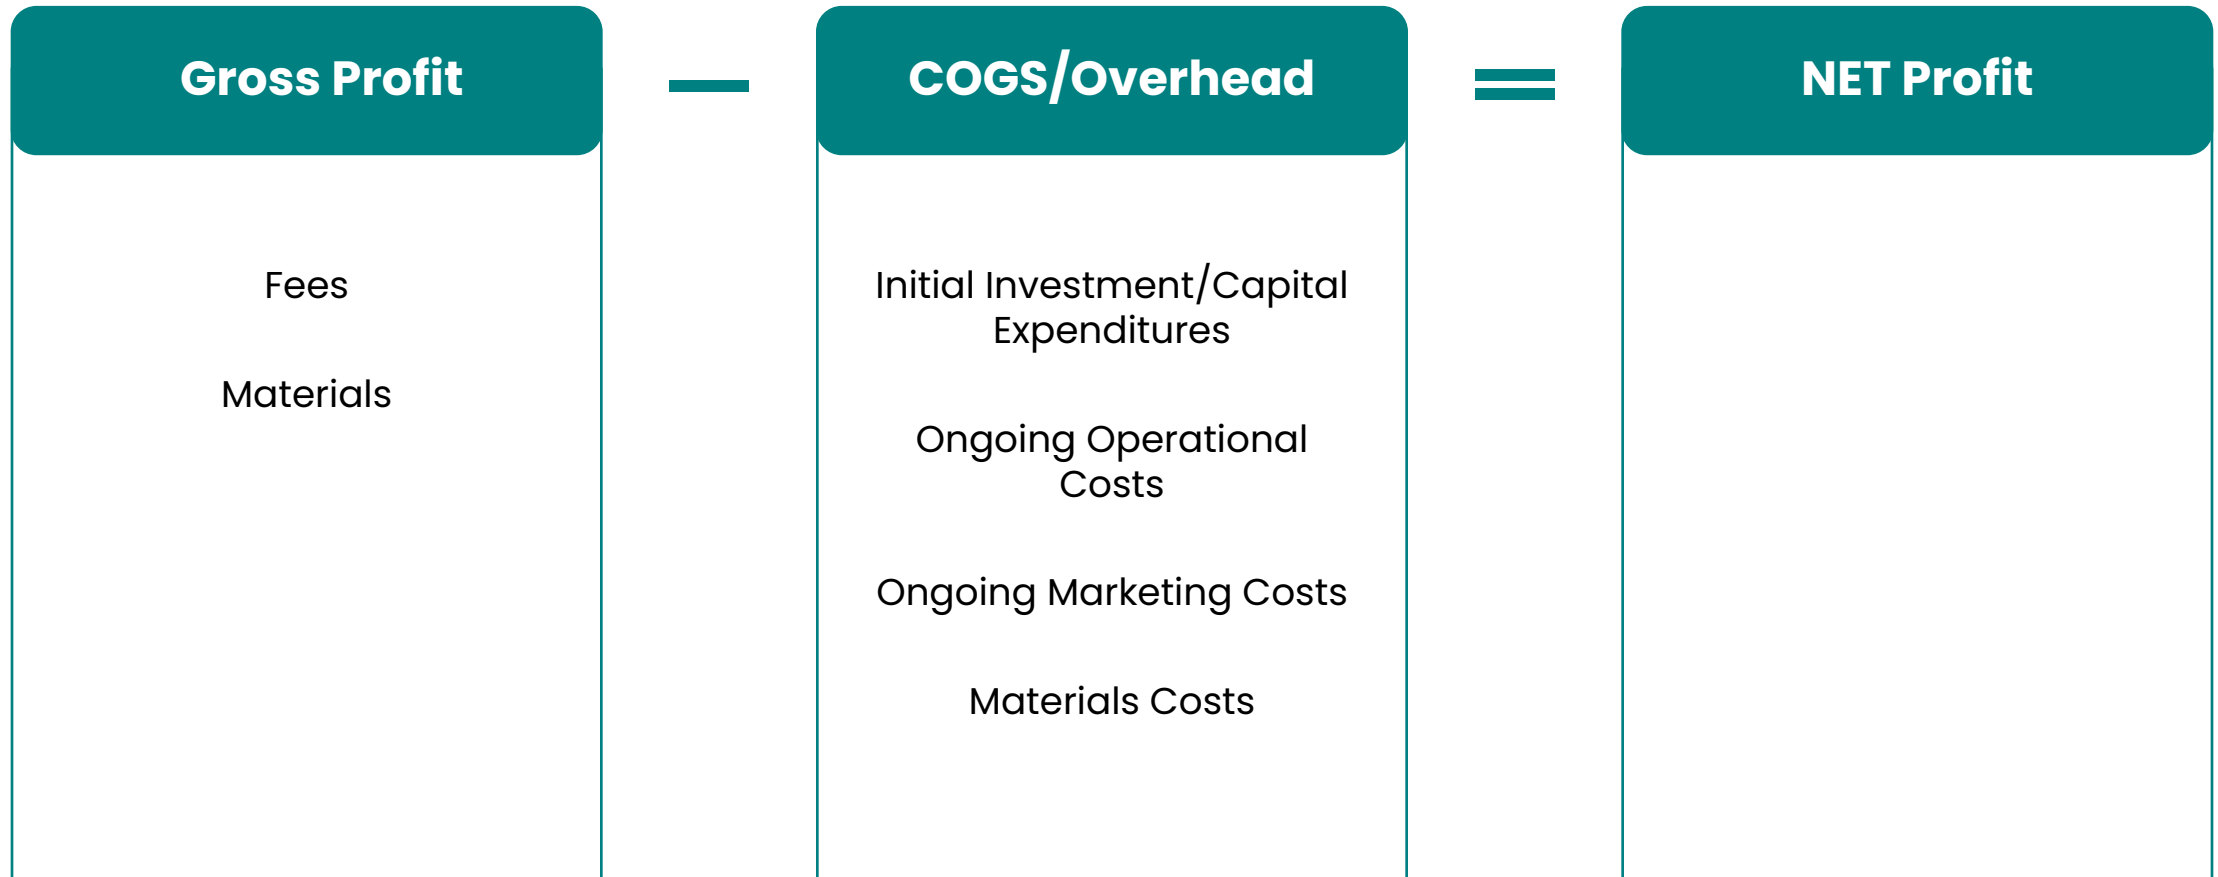 Gross Profit
Fees
Materials
COGS/Overhead
Initial Investment/Capital
Expenditures
Ongoing Operational
Costs
Ongoing Marketing Costs
Materials Costs
NET Profit